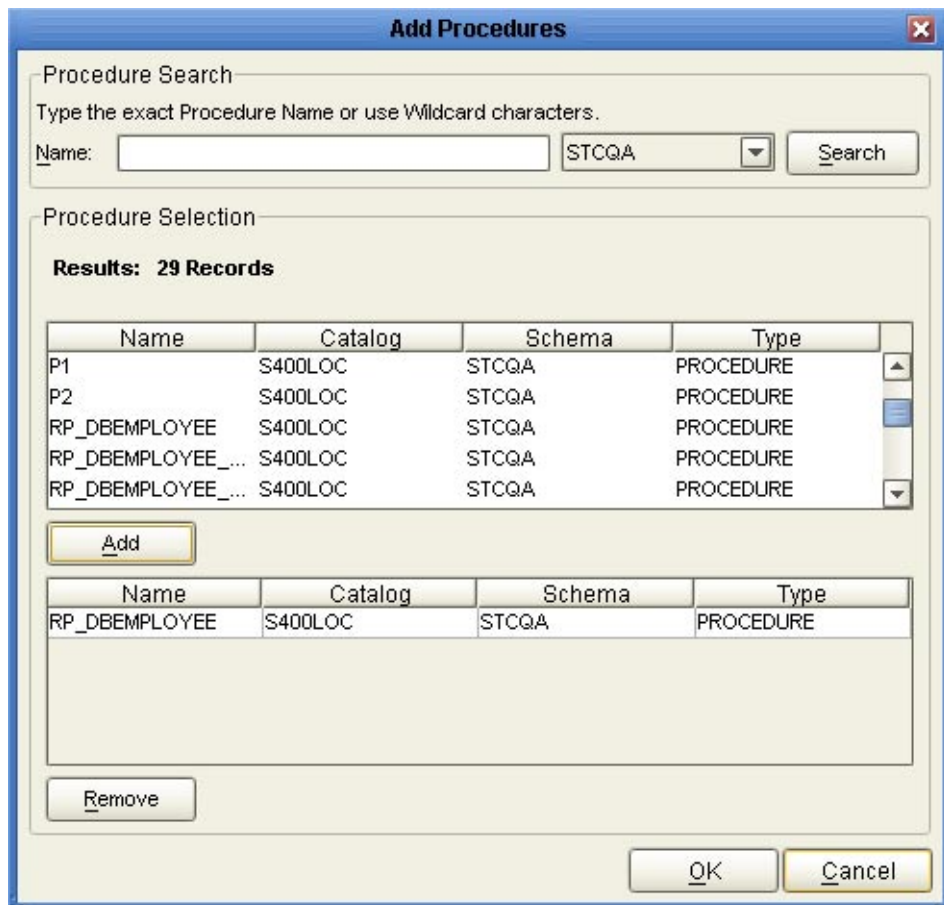 Add Procedures
Procedure Search
Type the exact Procedure Name or use Wildcard characters.
Name: STCQA Search
Procedure Selection
Results: 29 Records
Name Catalog Schema Type
P1 S400LOC STCQA PROCEDURE
P2 S400LOC STCQA PROCEDURE
RP_DBEMPLOYEE S400LOC STCQA PROCEDURE
RP_DBEMPLOYEE_... S400LOC STCQA PROCEDURE
RP_DBEMPLOYEE_... S400LOC STCQA PROCEDURE
Add
Name Catalog Schema Type
RP_DBEMPLOYEE S400LOC STCQA PROCEDURE
Remove
OK Cancel